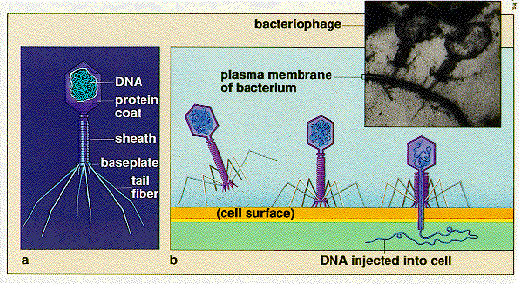 bacteriophage
plasma membrane
of bacterium
DNA
protein
coat
sheath
baseplate
tail
fiber
(cell surface)
a
b
DNA injected into cell